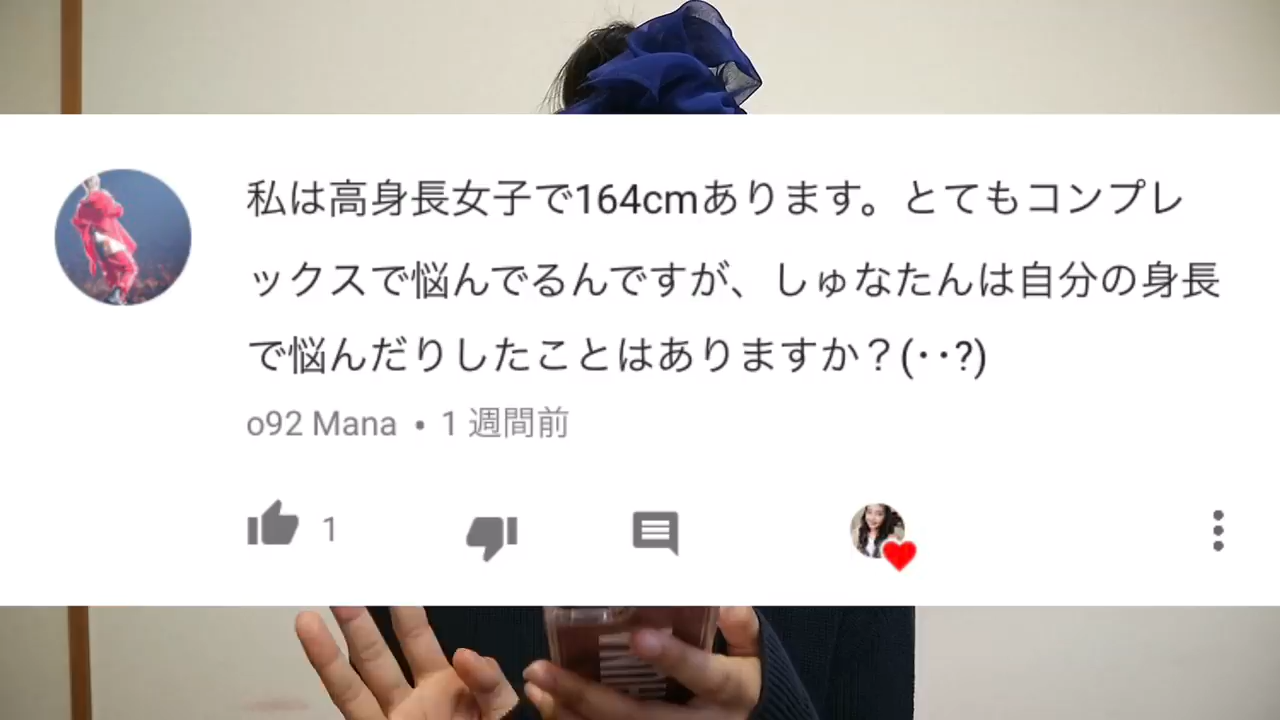 私は高身長女子で164cmあります。とてもコンプレ
ックスで悩んでるんですが、しゅなたんは自分の身長
で悩んだりしたことはありますか？(･･?)
o92 Mana • 1 週間前
1